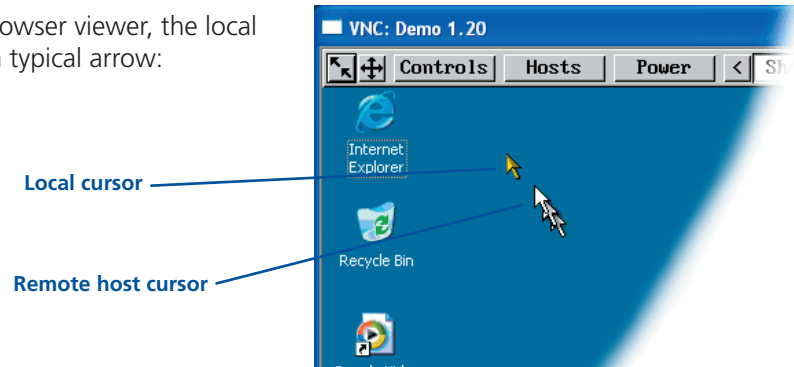 owser viewer, the local
typical arrow:
VNC: Demo 1.20
Controls Hosts Power < Sh
Internet
Explorer
Local cursor
Recycle Bin
Remote host cursor